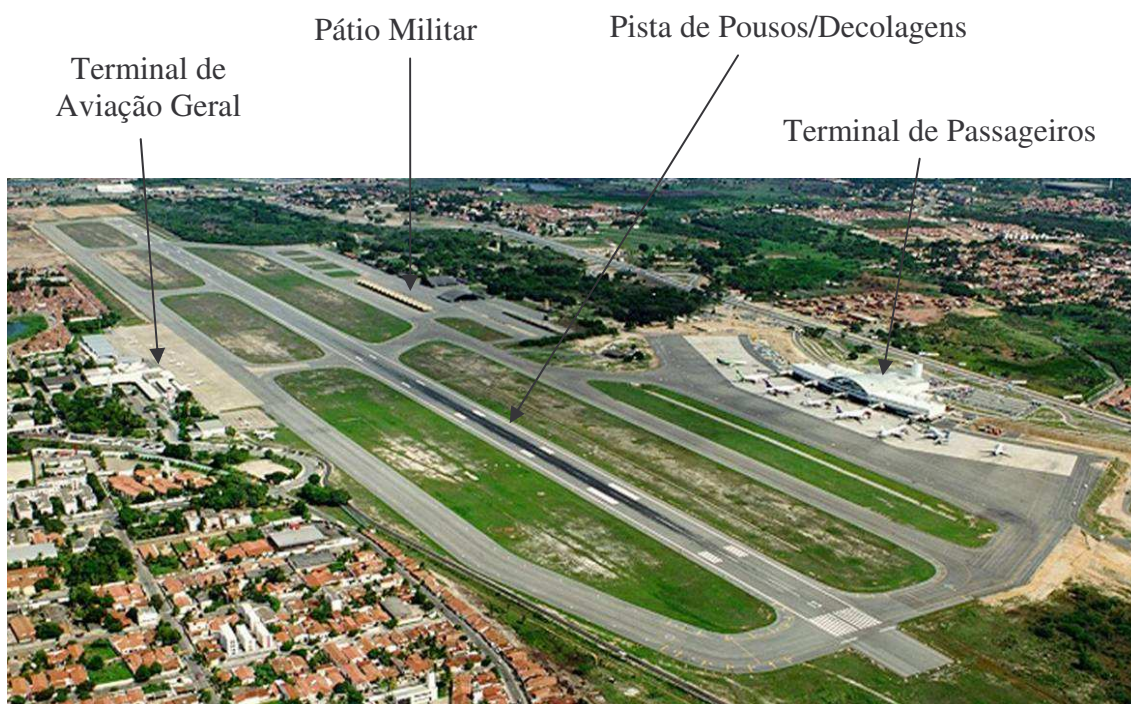 Pátio Militar
Pista de Pousos/Decolagens
Terminal de
Aviação Geral
Terminal de Passageiros